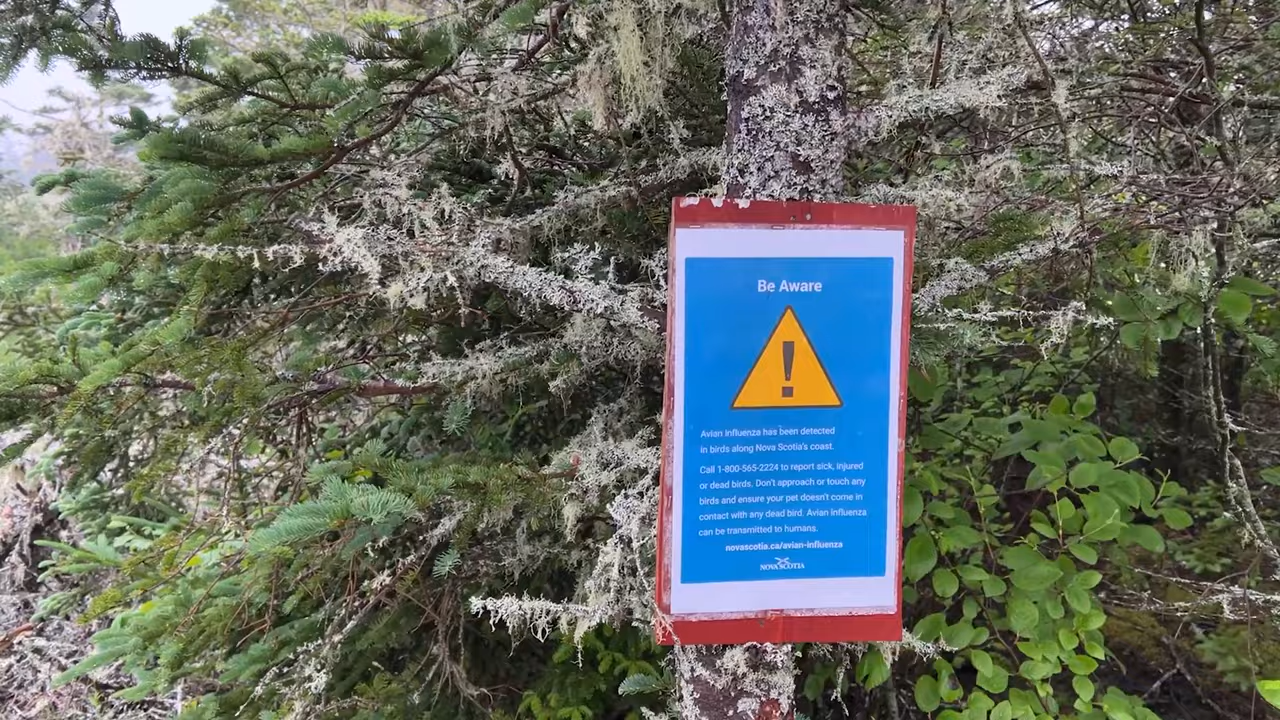 Be Aware
!
Avian Influenza has been detected
in birds along Nova Scotia's coast.
Call 1-800-565-2224 to report sick, injured
or dead birds. Don't approach or touch any
birds and ensure your pet doesn't come in
contact with any dead bird. Avian Influenza
can be transmitted to humans.
novascotia.ca/avian-influenza
NOVA SCOTIA